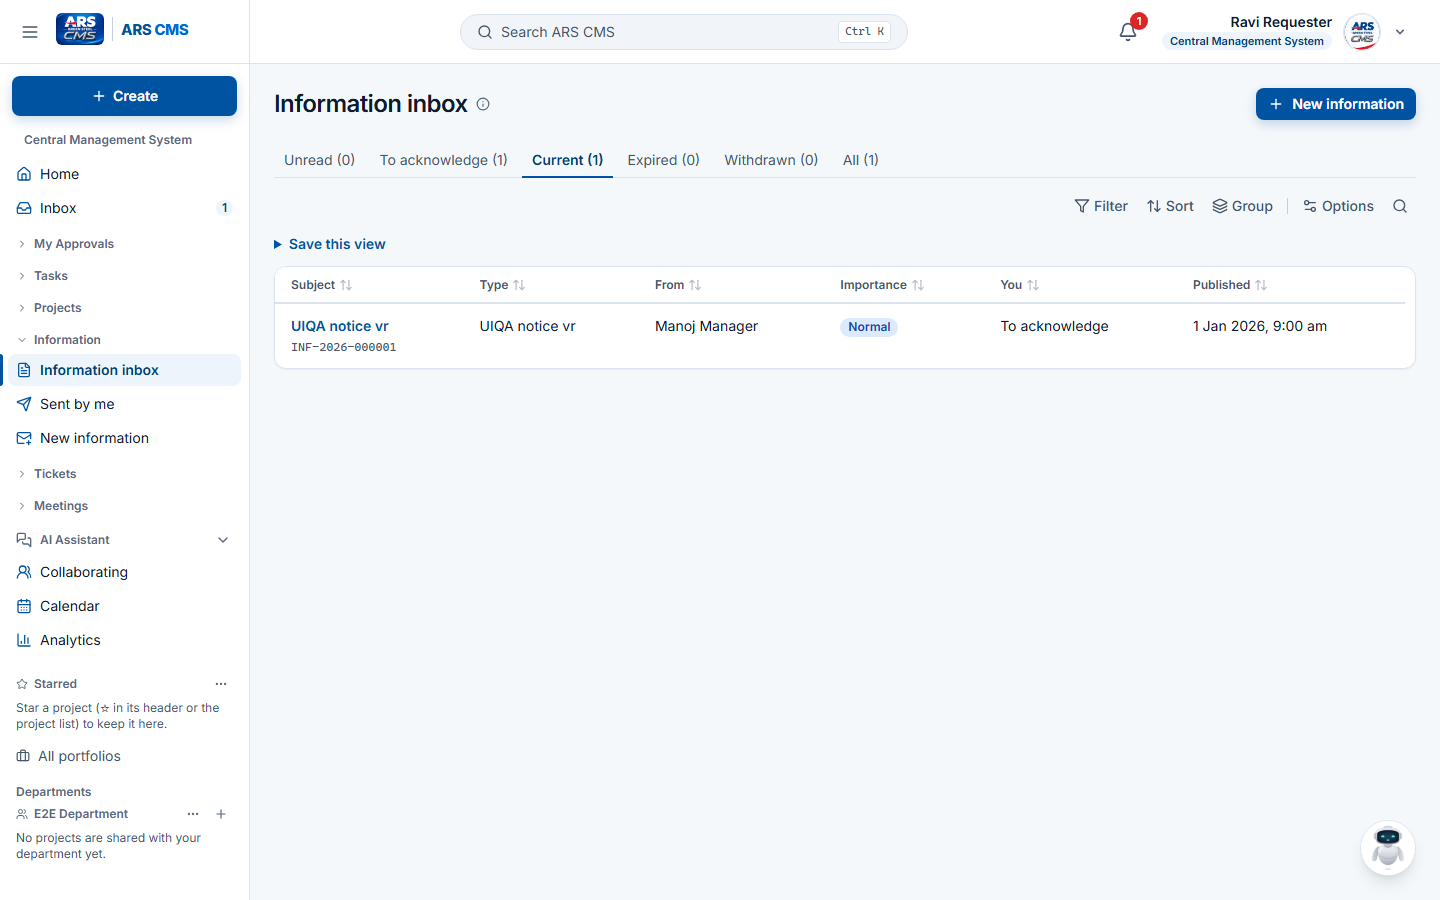 ARS
GREEN STEEL
CMS
ARS CMS
Search ARS CMS
Ctrl K
1
Ravi Requester
Central Management System
ARS
CMS
Create
Central Management System
Home
Inbox
1
My Approvals
Tasks
Projects
Information
Information inbox
Sent by me
New information
Tickets
Meetings
AI Assistant
Collaborating
Calendar
Analytics
Starred
Star a project (☆ in its header or the
project list) to keep it here.
All portfolios
Departments
E2E Department
No projects are shared with your
department yet.
Information inbox
New information
Unread (0)
To acknowledge (1)
Current (1)
Expired (0)
Withdrawn (0)
All (1)
Filter
Sort
Group
Options
Save this view
Subject
Type
From
Importance
You
Published
UIQA notice vr
INF-2026-000001
UIQA notice vr
Manoj Manager
Normal
To acknowledge
1 Jan 2026, 9:00 am